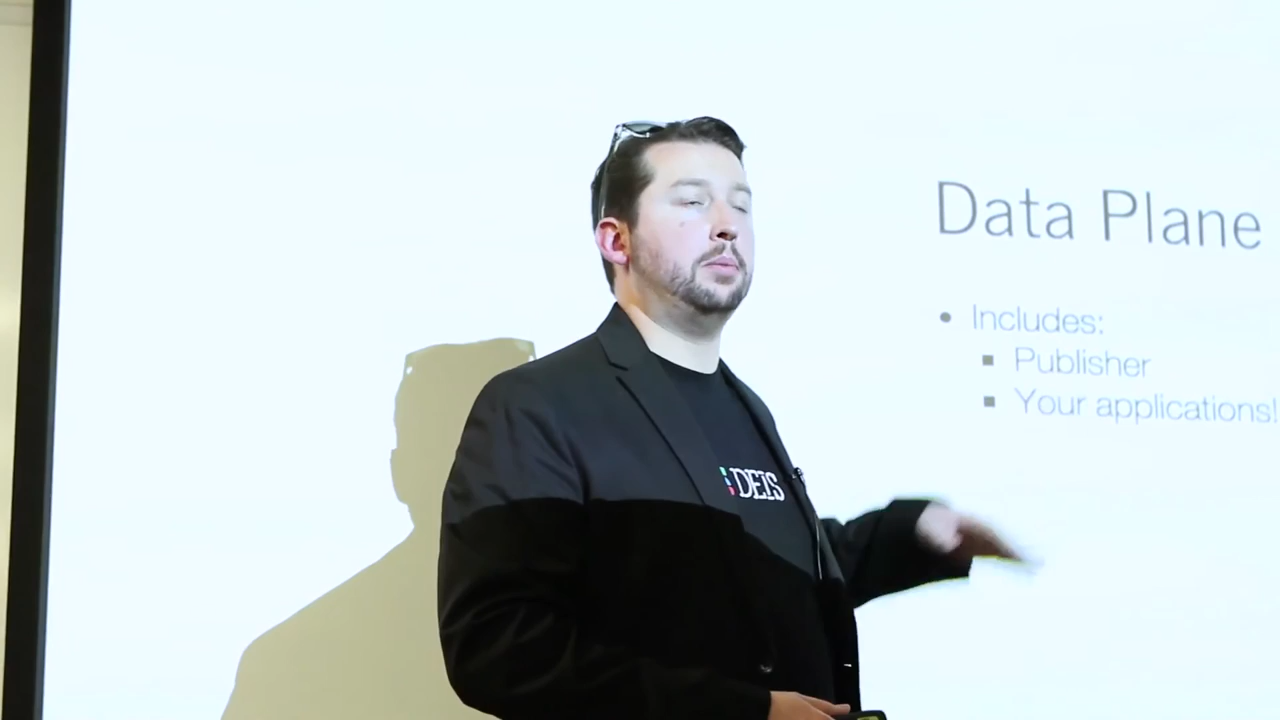 Data Plane
• Includes:
▪ Publisher
▪ Your applications!
DEIS